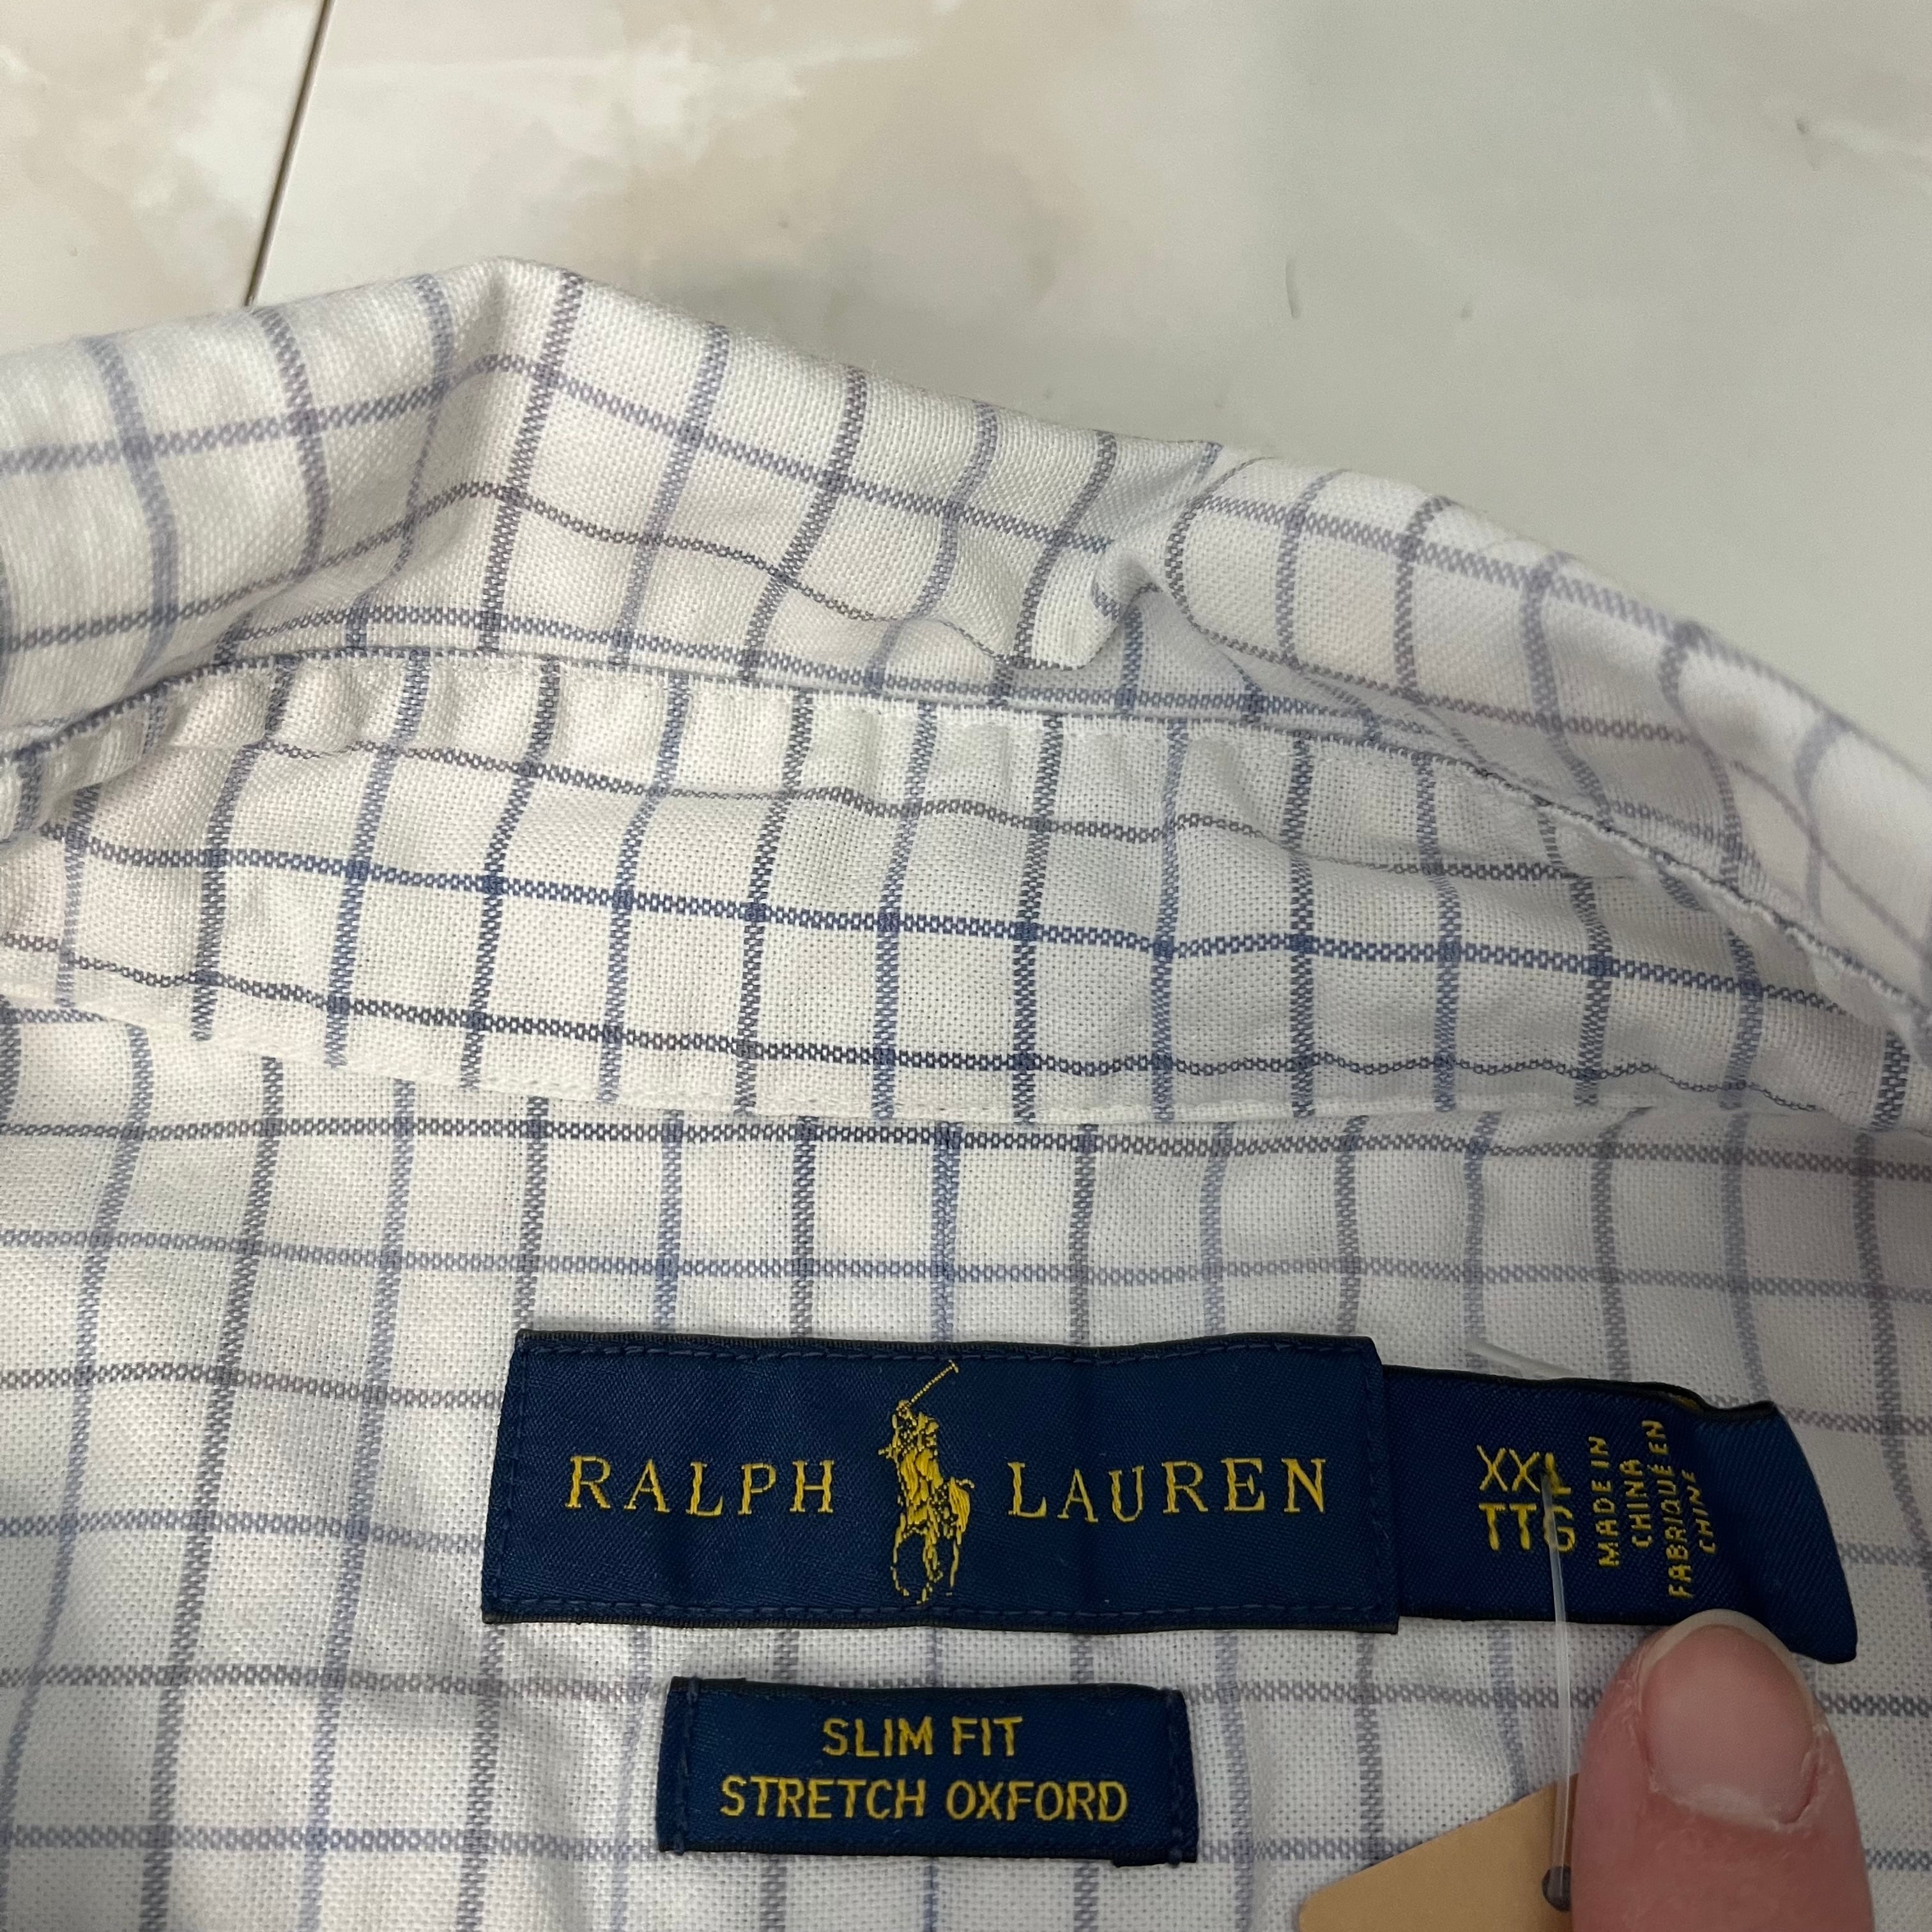 RALPH LAUREN
XXL
TTG
MADE IN
CHINA
FABRIQUÉ EN
CHINE
SLIM FIT
STRETCH OXFORD